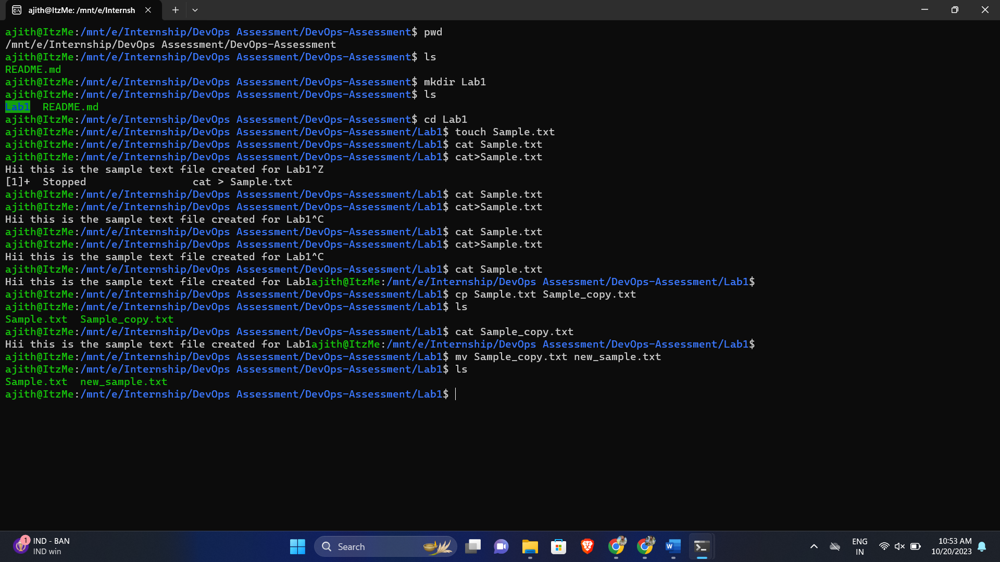 ajith@ItzMe: /mnt/e/Internsh
ajith@ItzMe:/mnt/e/Internship/DevOps Assessment/DevOps-Assessment$ pwd
/mnt/e/Internship/DevOps Assessment/DevOps-Assessment
ajith@ItzMe:/mnt/e/Internship/DevOps Assessment/DevOps-Assessment$ ls
README.md
ajith@ItzMe:/mnt/e/Internship/DevOps Assessment/DevOps-Assessment$ mkdir Lab1
ajith@ItzMe:/mnt/e/Internship/DevOps Assessment/DevOps-Assessment$ ls
Lab1  README.md
ajith@ItzMe:/mnt/e/Internship/DevOps Assessment/DevOps-Assessment$ cd Lab1
ajith@ItzMe:/mnt/e/Internship/DevOps Assessment/DevOps-Assessment/Lab1$ touch Sample.txt
ajith@ItzMe:/mnt/e/Internship/DevOps Assessment/DevOps-Assessment/Lab1$ cat Sample.txt
ajith@ItzMe:/mnt/e/Internship/DevOps Assessment/DevOps-Assessment/Lab1$ cat>Sample.txt
Hii this is the sample text file created for Lab1^Z
[1]+  Stopped                 cat > Sample.txt
ajith@ItzMe:/mnt/e/Internship/DevOps Assessment/DevOps-Assessment/Lab1$ cat Sample.txt
ajith@ItzMe:/mnt/e/Internship/DevOps Assessment/DevOps-Assessment/Lab1$ cat>Sample.txt
Hii this is the sample text file created for Lab1^C
ajith@ItzMe:/mnt/e/Internship/DevOps Assessment/DevOps-Assessment/Lab1$ cat Sample.txt
ajith@ItzMe:/mnt/e/Internship/DevOps Assessment/DevOps-Assessment/Lab1$ cat>Sample.txt
Hii this is the sample text file created for Lab1^C
ajith@ItzMe:/mnt/e/Internship/DevOps Assessment/DevOps-Assessment/Lab1$ cat Sample.txt
Hii this is the sample text file created for Lab1ajith@ItzMe:/mnt/e/Internship/DevOps Assessment/DevOps-Assessment/Lab1$
ajith@ItzMe:/mnt/e/Internship/DevOps Assessment/DevOps-Assessment/Lab1$ cp Sample.txt Sample_copy.txt
ajith@ItzMe:/mnt/e/Internship/DevOps Assessment/DevOps-Assessment/Lab1$ ls
Sample.txt  Sample_copy.txt
ajith@ItzMe:/mnt/e/Internship/DevOps Assessment/DevOps-Assessment/Lab1$ cat Sample_copy.txt
Hii this is the sample text file created for Lab1ajith@ItzMe:/mnt/e/Internship/DevOps Assessment/DevOps-Assessment/Lab1$
ajith@ItzMe:/mnt/e/Internship/DevOps Assessment/DevOps-Assessment/Lab1$ mv Sample_copy.txt new_sample.txt
ajith@ItzMe:/mnt/e/Internship/DevOps Assessment/DevOps-Assessment/Lab1$ ls
Sample.txt  new_sample.txt
ajith@ItzMe:/mnt/e/Internship/DevOps Assessment/DevOps-Assessment/Lab1$
1
IND - BAN
IND win
Search
W
ENG
IN
10:53 AM
10/20/2023